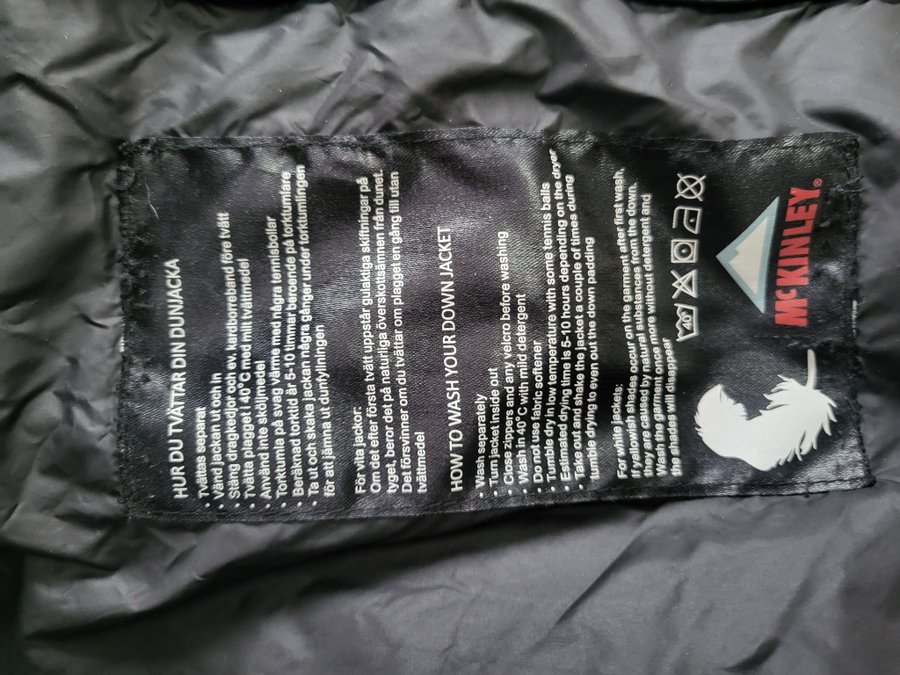 HUR DU TVÄTTAR DIN DUNJACKA
• Tvättas separat
• Vänd jackan ut och in
• Stäng dragkedjor och ev. kardborreband före tvätt
• Tvätta plagget i 40°C med milt tvättmedel
• Använd inte sköljmedel
• Torktumla på svag värme med några tennisbollar
• Beräknad torktid är 5-10 timmar beroende på torktumlare
• Ta ut och skaka jackan några gånger under torktumlingen
för att jämna ut dunfyllningen
För vita jackor:
Om det efter första tvätt uppstår gulaktiga skiftningar på
tyget, beror det på naturliga överskottsämnen från dunet.
Det försvinner om du tvättar om plagget en gång till utan
tvättmedel
HOW TO WASH YOUR DOWN JACKET
• Wash separately
• Turn jacket inside out
• Close zippers and any velcro before washing
• Wash in 40°C with mild detergent
• Do not use fabric softener
• Tumble dry in low temperature with some tennis balls
• Estimated drying time is 5-10 hours depending on the dryer
• Take out and shake the jacket a couple of times during
tumble drying to even out the down padding
For white jackets:
If yellowish shades occur on the garment after first wash,
they are caused by natural substances from the down.
Wash the garment once more without detergent and
the shades will disappear
40°
McKINLEY®